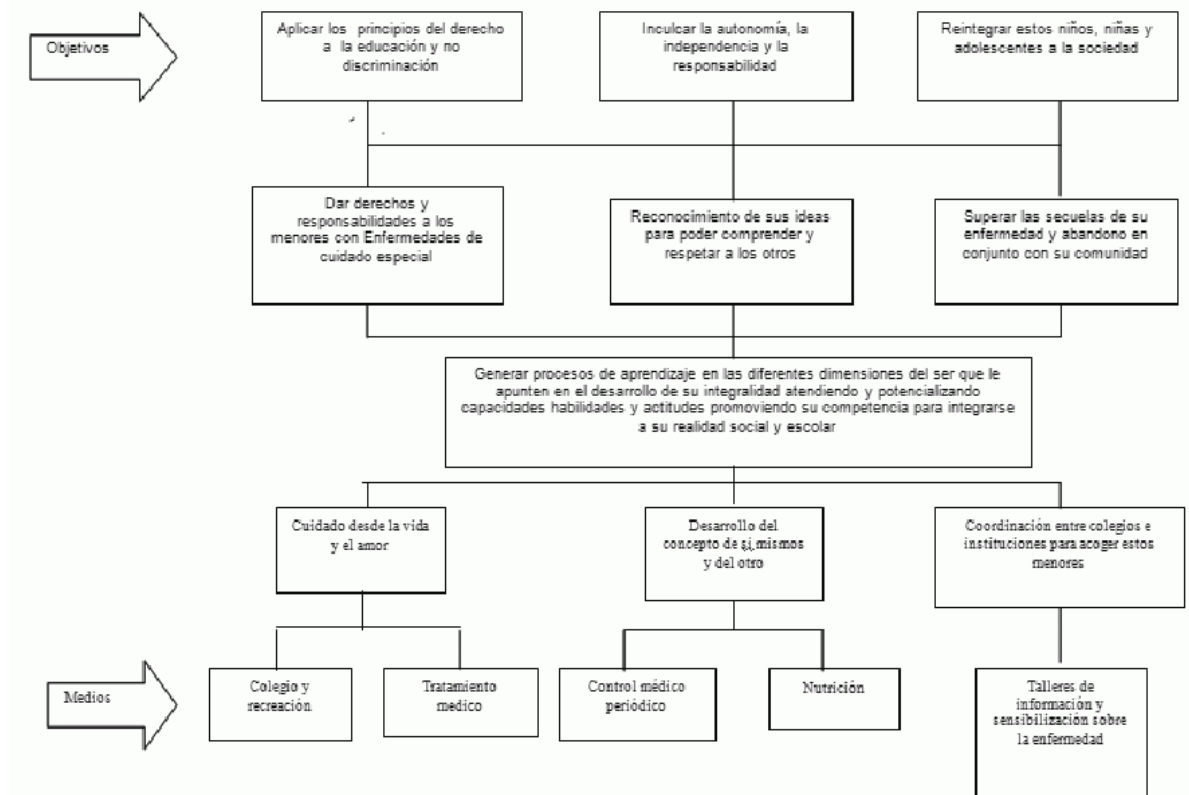 Objetivos
Aplicar los principios del derecho
a la educación y no
discriminación
Inculcar la autonomía, la
independencia y la
responsabilidad
Reintegrar estos niños, niñas y
adolescentes a la sociedad
Dar derechos y
responsabilidades a los
menores con Enfermedades de
cuidado especial
Reconocimiento de sus ideas
para poder comprender y
respetar a los otros
Superar las secuelas de su
enfermedad y abandono en
conjunto con su comunidad
Generar procesos de aprendizaje en las diferentes dimensiones del ser que le
apunten en el desarrollo de su integralidad atendiendo y potencializando
capacidades habilidades y actitudes promoviendo su competencia para integrarse
a su realidad social y escolar
Cuidado desde la vida
y el amor
Desarrollo del
concepto de si mismos
y del otro
Coordinación entre colegios e
instituciones para acoger estos
menores
Medios
Colegio y
recreación
Tratamiento
medico
Control médico
periódico
Nutrición
Talleres de
información y
sensibilización sobre
la enfermedad